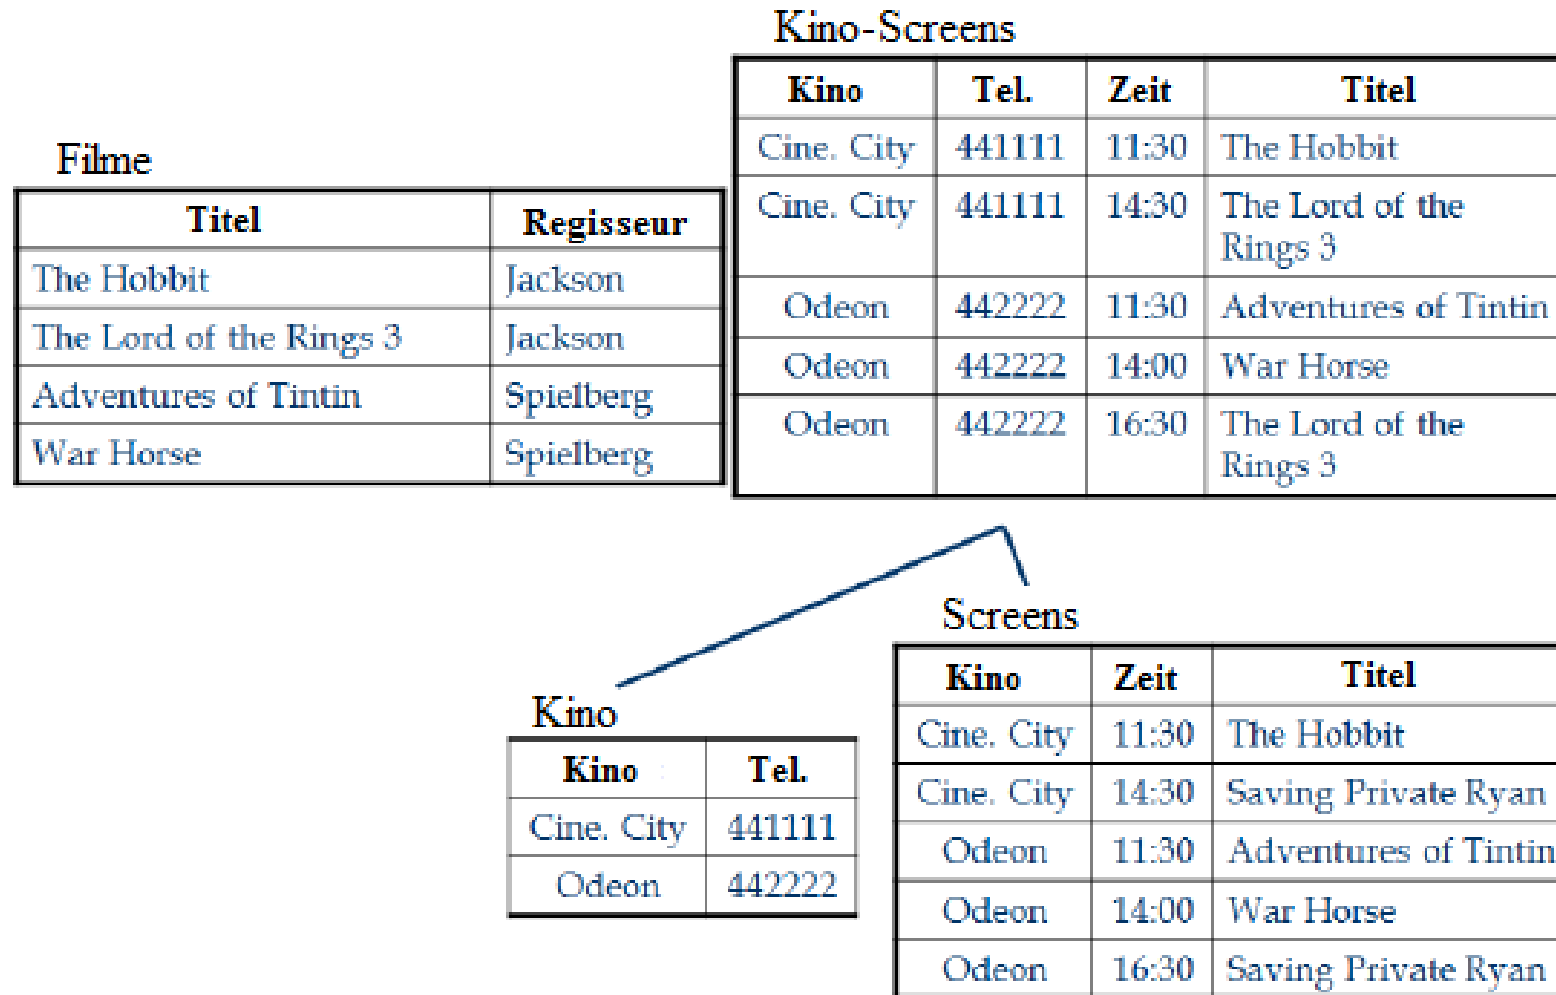 Kino-Screens
Kino Tel. Zeit Titel
Cine. City 441111 11:30 The Hobbit
Cine. City 441111 14:30 The Lord of the
Rings 3
Odeon 442222 11:30 Adventures of Tintin
Odeon 442222 14:00 War Horse
Odeon 442222 16:30 The Lord of the
Rings 3
Filme
Titel Regisseur
The Hobbit Jackson
The Lord of the Rings 3 Jackson
Adventures of Tintin Spielberg
War Horse Spielberg
Kino
Kino Tel.
Cine. City 441111
Odeon 442222
Screens
Kino Zeit Titel
Cine. City 11:30 The Hobbit
Cine. City 14:30 Saving Private Ryan
Odeon 11:30 Adventures of Tintin
Odeon 14:00 War Horse
Odeon 16:30 Saving Private Ryan